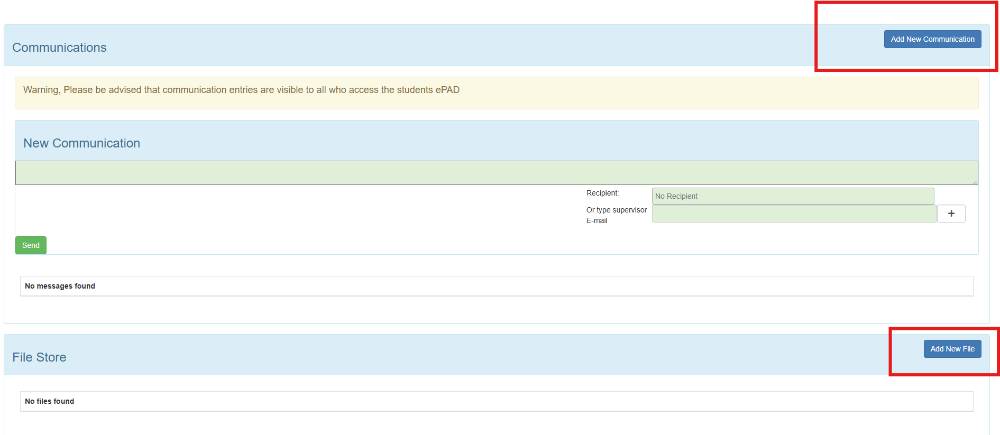 Add New Communication
Communications
Warning, Please be advised that communication entries are visible to all who access the students ePAD
New Communication
Recipient:
No Recipient
Or type supervisor
E-mail
+
Send
No messages found
Add New File
File Store
No files found